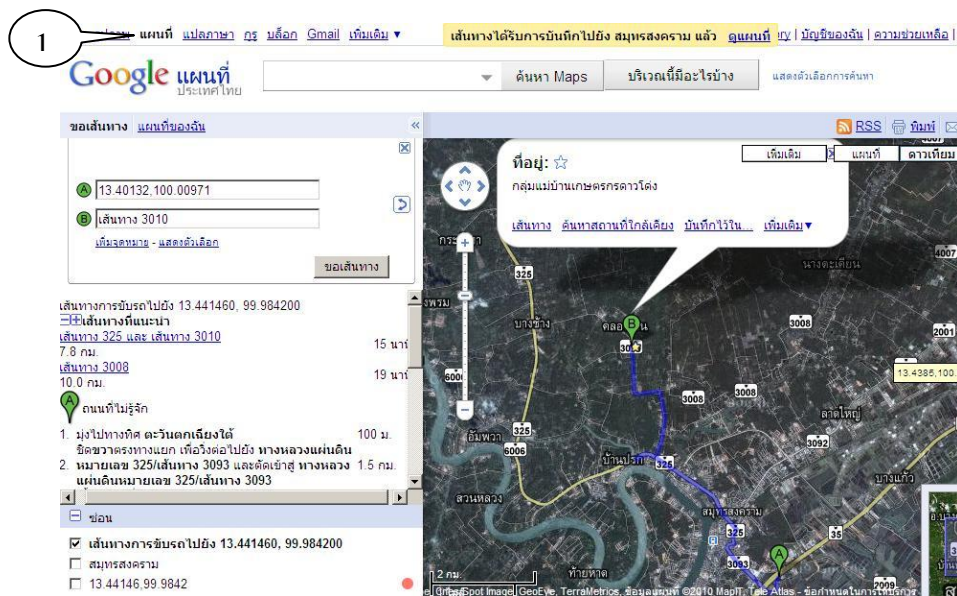 1
แผนที่ แปลภาษา กูรู บล็อก Gmail เพิ่มเติม ▼
เส้นทางได้รับการบันทึกไปยัง สมุทรสงคราม แล้ว ดูแผนที่
บัญชีของฉัน | ความช่วยเหลือ |
Google แผนที่
ประเทศไทย
ค้นหา Maps
บริเวณนี้มีอะไรบ้าง
แสดงตัวเลือกการค้นหา
ขอเส้นทาง แผนที่ของฉัน «
RSS พิมพ์
A 13.40132,100.00971
B เส้นทาง 3010
เพิ่มจุดหมาย - แสดงตัวเลือก
ขอเส้นทาง
เส้นทางการขับรถไปยัง 13.441460, 99.984200
เส้นทางที่แนะนำ
เส้นทาง 325 และ เส้นทาง 3010
7.8 กม.
15 นาที
เส้นทาง 3008
10.0 กม.
19 นาที
A ถนนที่ไม่รู้จัก
1. มุ่งไปทางทิศ ตะวันตกเฉียงใต้ 100 ม.
ชิดขวาตรงทางแยก เพื่อวิ่งต่อไปยัง ทางหลวงแผ่นดิน
2. หมายเลข 325/เส้นทาง 3093 และตัดเข้าสู่ ทางหลวง 1.5 กม.
แผ่นดินหมายเลข 325/เส้นทาง 3093
ซ่อน
เส้นทางการขับรถไปยัง 13.441460, 99.984200
สมุทรสงคราม
13.44146,99.9842
ที่อยู่:
กลุ่มแม่บ้านเกษตรกรดาวโด่ง
เส้นทาง ค้นหาสถานที่ใกล้เคียง บันทึกไว้ใน... เพิ่มเติม▼
เพิ่มเติม
แผนที่
ดาวเทียม
4007
นางตะเคียน
325
บางช้าง
B
3008
2001
13.4385,100.
3008
3008
ลาดใหญ่
325
อัมพวา
6006
3092
บ้านปรก
325
บางแก้ว
สวนหลวง
สมุทรสงคราม
325
35
3093
A
2 กม.
ท้ายหาด
2009